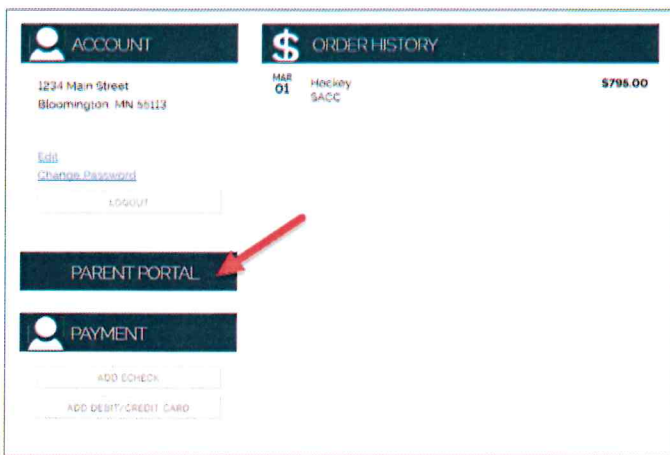 ACCOUNT
1234 Main Street
Bloomington, MN 55113
Edit
Change Password
LOGOUT
PARENT PORTAL
PAYMENT
ADD ECHECK
ADD DEBIT/CREDIT CARD
$ ORDER HISTORY
MAR
01
Hockey
SACC
$795.00